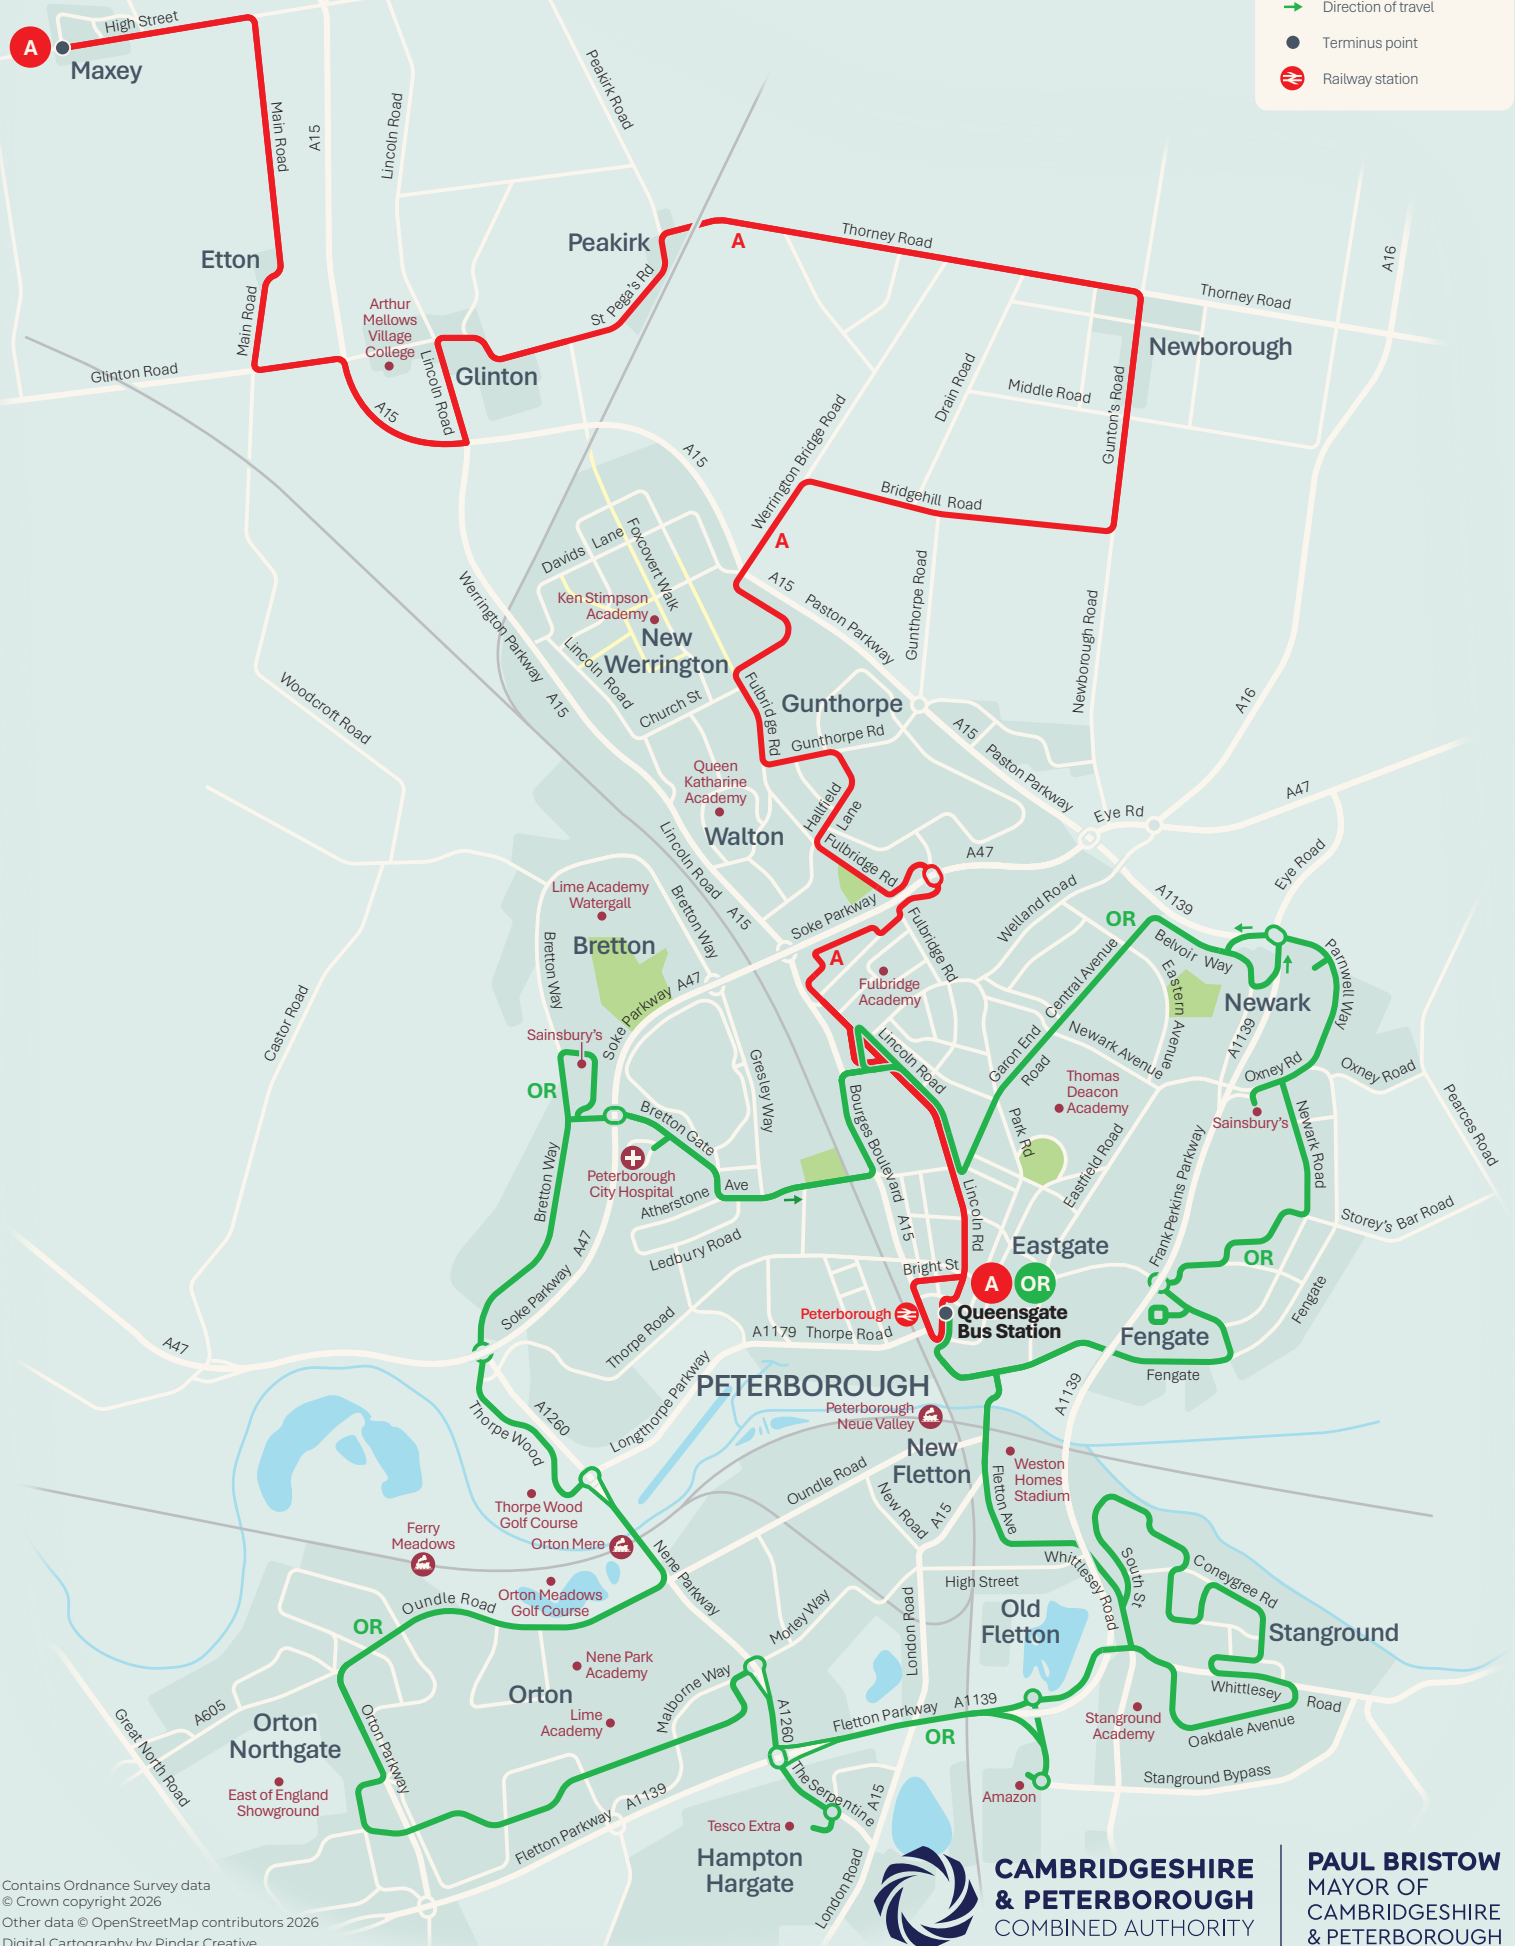 Direction of travel
Terminus point
Railway station
A
High Street
Maxey
Main Road
A15
Lincoln Road
Peakirk Road
Peakirk
A
Thorney Road
A16
Thorney Road
Etton
Main Road
Arthur
Mellows
Village
College
St Pega's Rd
Glinton Road
A15
Lincoln Road
Glinton
Newborough
Middle Road
Drain Road
Gunton's Road
A15
Werrington Bridge Road
Bridgehill Road
A
Davids Lane
Foxcovert Walk
Ken Stimpson
Academy
New
Werrington
Werrington Parkway
A15
Lincoln Road
Church St
A15
Paston Parkway
Gunthorpe Road
Newborough Road
A16
Woodcroft Road
Fulbridge Rd
Gunthorpe
Gunthorpe Rd
A15
Paston Parkway
Queen
Katharine
Academy
Walton
Hallfield
Lane
Fulbridge Rd
Eye Rd
A47
A47
Lincoln Road
A15
Bretton Way
Soke Parkway
Fulbridge Rd
Welland Road
A1139
Eye Road
Lime Academy
Watergall
Bretton
Bretton Way
A47
Soke Parkway
A
Fulbridge
Academy
OR
Central Avenue
Belvoir Way
Parnwell Way
Eastern Avenue
Newark
A1139
Castor Road
Sainsbury's
OR
Gresley Way
Lincoln Road
Garon End
Road
Newark Avenue
Thomas
Deacon
Academy
Oxney Rd
Oxney Road
Pearces Road
Sainsbury's
Bretton Gate
Peterborough
City Hospital
Bourges Boulevard
A15
Park Rd
Eastfield Road
Frank Perkins Parkway
Newark Road
Storey's Bar Road
Bretton Way
Atherstone
Ave
Ledbury Road
A47
Soke Parkway
Lincoln Rd
Eastgate
Bright St
A
OR
OR
Fengate
Peterborough
Queensgate
Bus Station
A47
Thorpe Road
A1179 Thorpe Road
Fengate
Fengate
A1139
Longthorpe Parkway
PETERBOROUGH
Thorpe Wood
A1260
Peterborough
Neue Valley
New
Fletton
Weston
Homes
Stadium
Thorpe Wood
Golf Course
Oundle Road
New Road
A15
Fletton Ave
Ferry
Meadows
Orton Mere
Nene Parkway
Whittlesey Road
South St
Coneygree Rd
Orton Meadows
Golf Course
High Street
Oundle Road
OR
Morley Way
London Road
Old
Fletton
Stanground
Nene Park
Academy
Malborne Way
A1260
Whittlesey
Road
Orton
Lime
Academy
Fletton Parkway
A1139
OR
Stanground
Academy
Oakdale Avenue
A605
Great North Road
Orton
Northgate
Orton Parkway
East of England
Showground
The Serpentine
A15
Amazon
Stanground Bypass
Fletton Parkway
A1139
Tesco Extra
Hampton
Hargate
London Road
Contains Ordnance Survey data
© Crown copyright 2026
Other data © OpenStreetMap contributors 2026
Digital Cartography by Pindar Creative
CAMBRIDGESHIRE
& PETERBOROUGH
COMBINED AUTHORITY
PAUL BRISTOW
MAYOR OF
CAMBRIDGESHIRE
& PETERBOROUGH